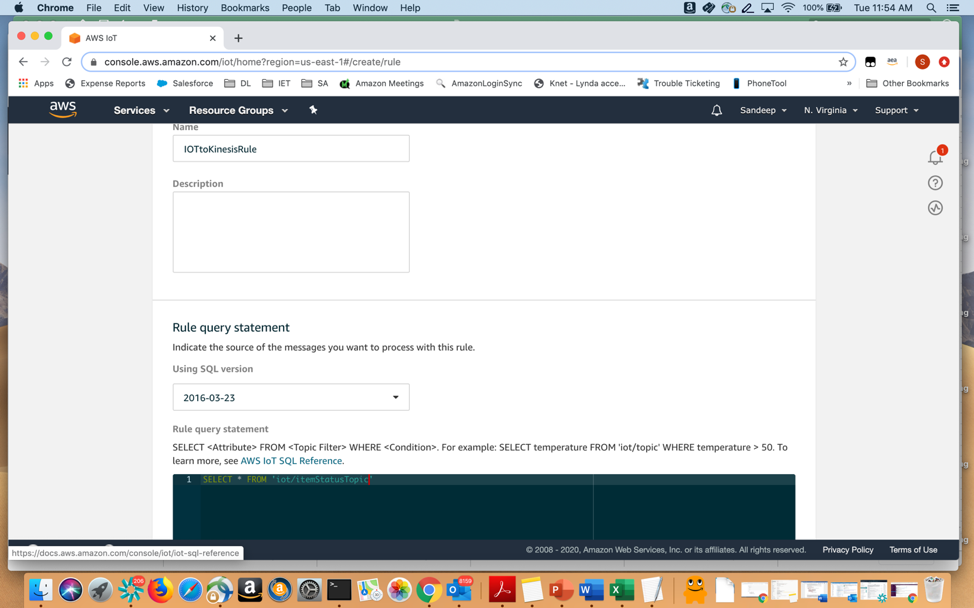 Chrome File Edit View History Bookmarks People Tab Window Help 100% Tue 11:54 AM
AWS IoT
console.aws.amazon.com/iot/home?region=us-east-1#/create/rule
Apps Expense Reports Salesforce DL IET SA Amazon Meetings AmazonLoginSync Knet - Lynda acce... Trouble Ticketing PhoneTool » Other Bookmarks
aws Services Resource Groups Sandeep N. Virginia Support
Name
IOTtoKinesisRule
1
Description
Rule query statement
Indicate the source of the messages you want to process with this rule.
Using SQL version
2016-03-23
Rule query statement
SELECT <Attribute> FROM <Topic Filter> WHERE <Condition>. For example: SELECT temperature FROM 'iot/topic' WHERE temperature > 50. To
learn more, see AWS IoT SQL Reference.
1 SELECT * FROM 'iot/itemStatusTopic'
https://docs.aws.amazon.com/console/iot/iot-sql-reference
© 2008 - 2020, Amazon Web Services, Inc. or its affiliates. All rights reserved. Privacy Policy Terms of Use
206
8159